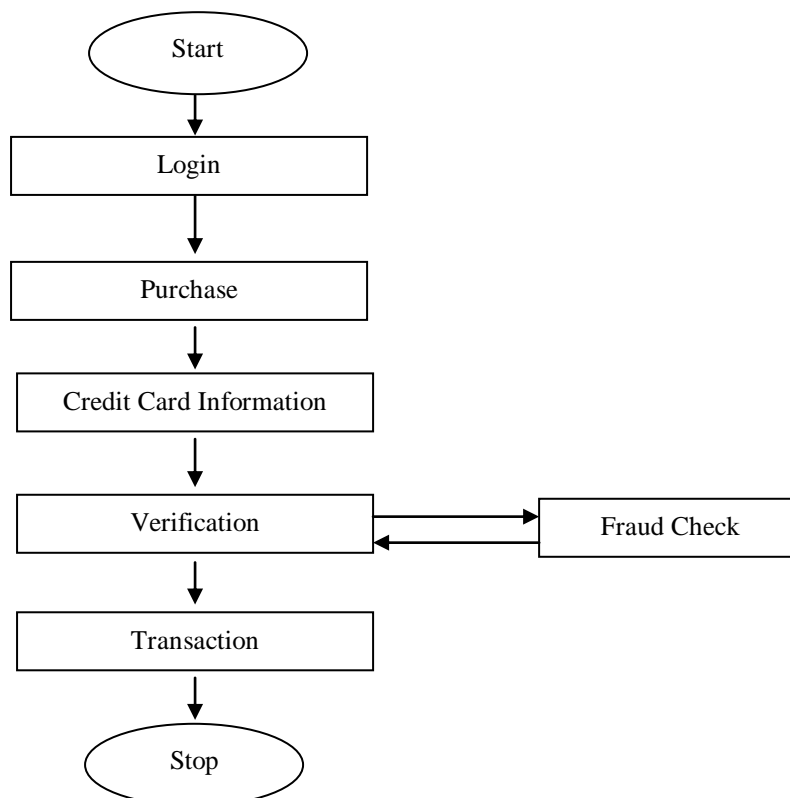 Start
Login
Purchase
Credit Card Information
Verification
Fraud Check
Transaction
Stop